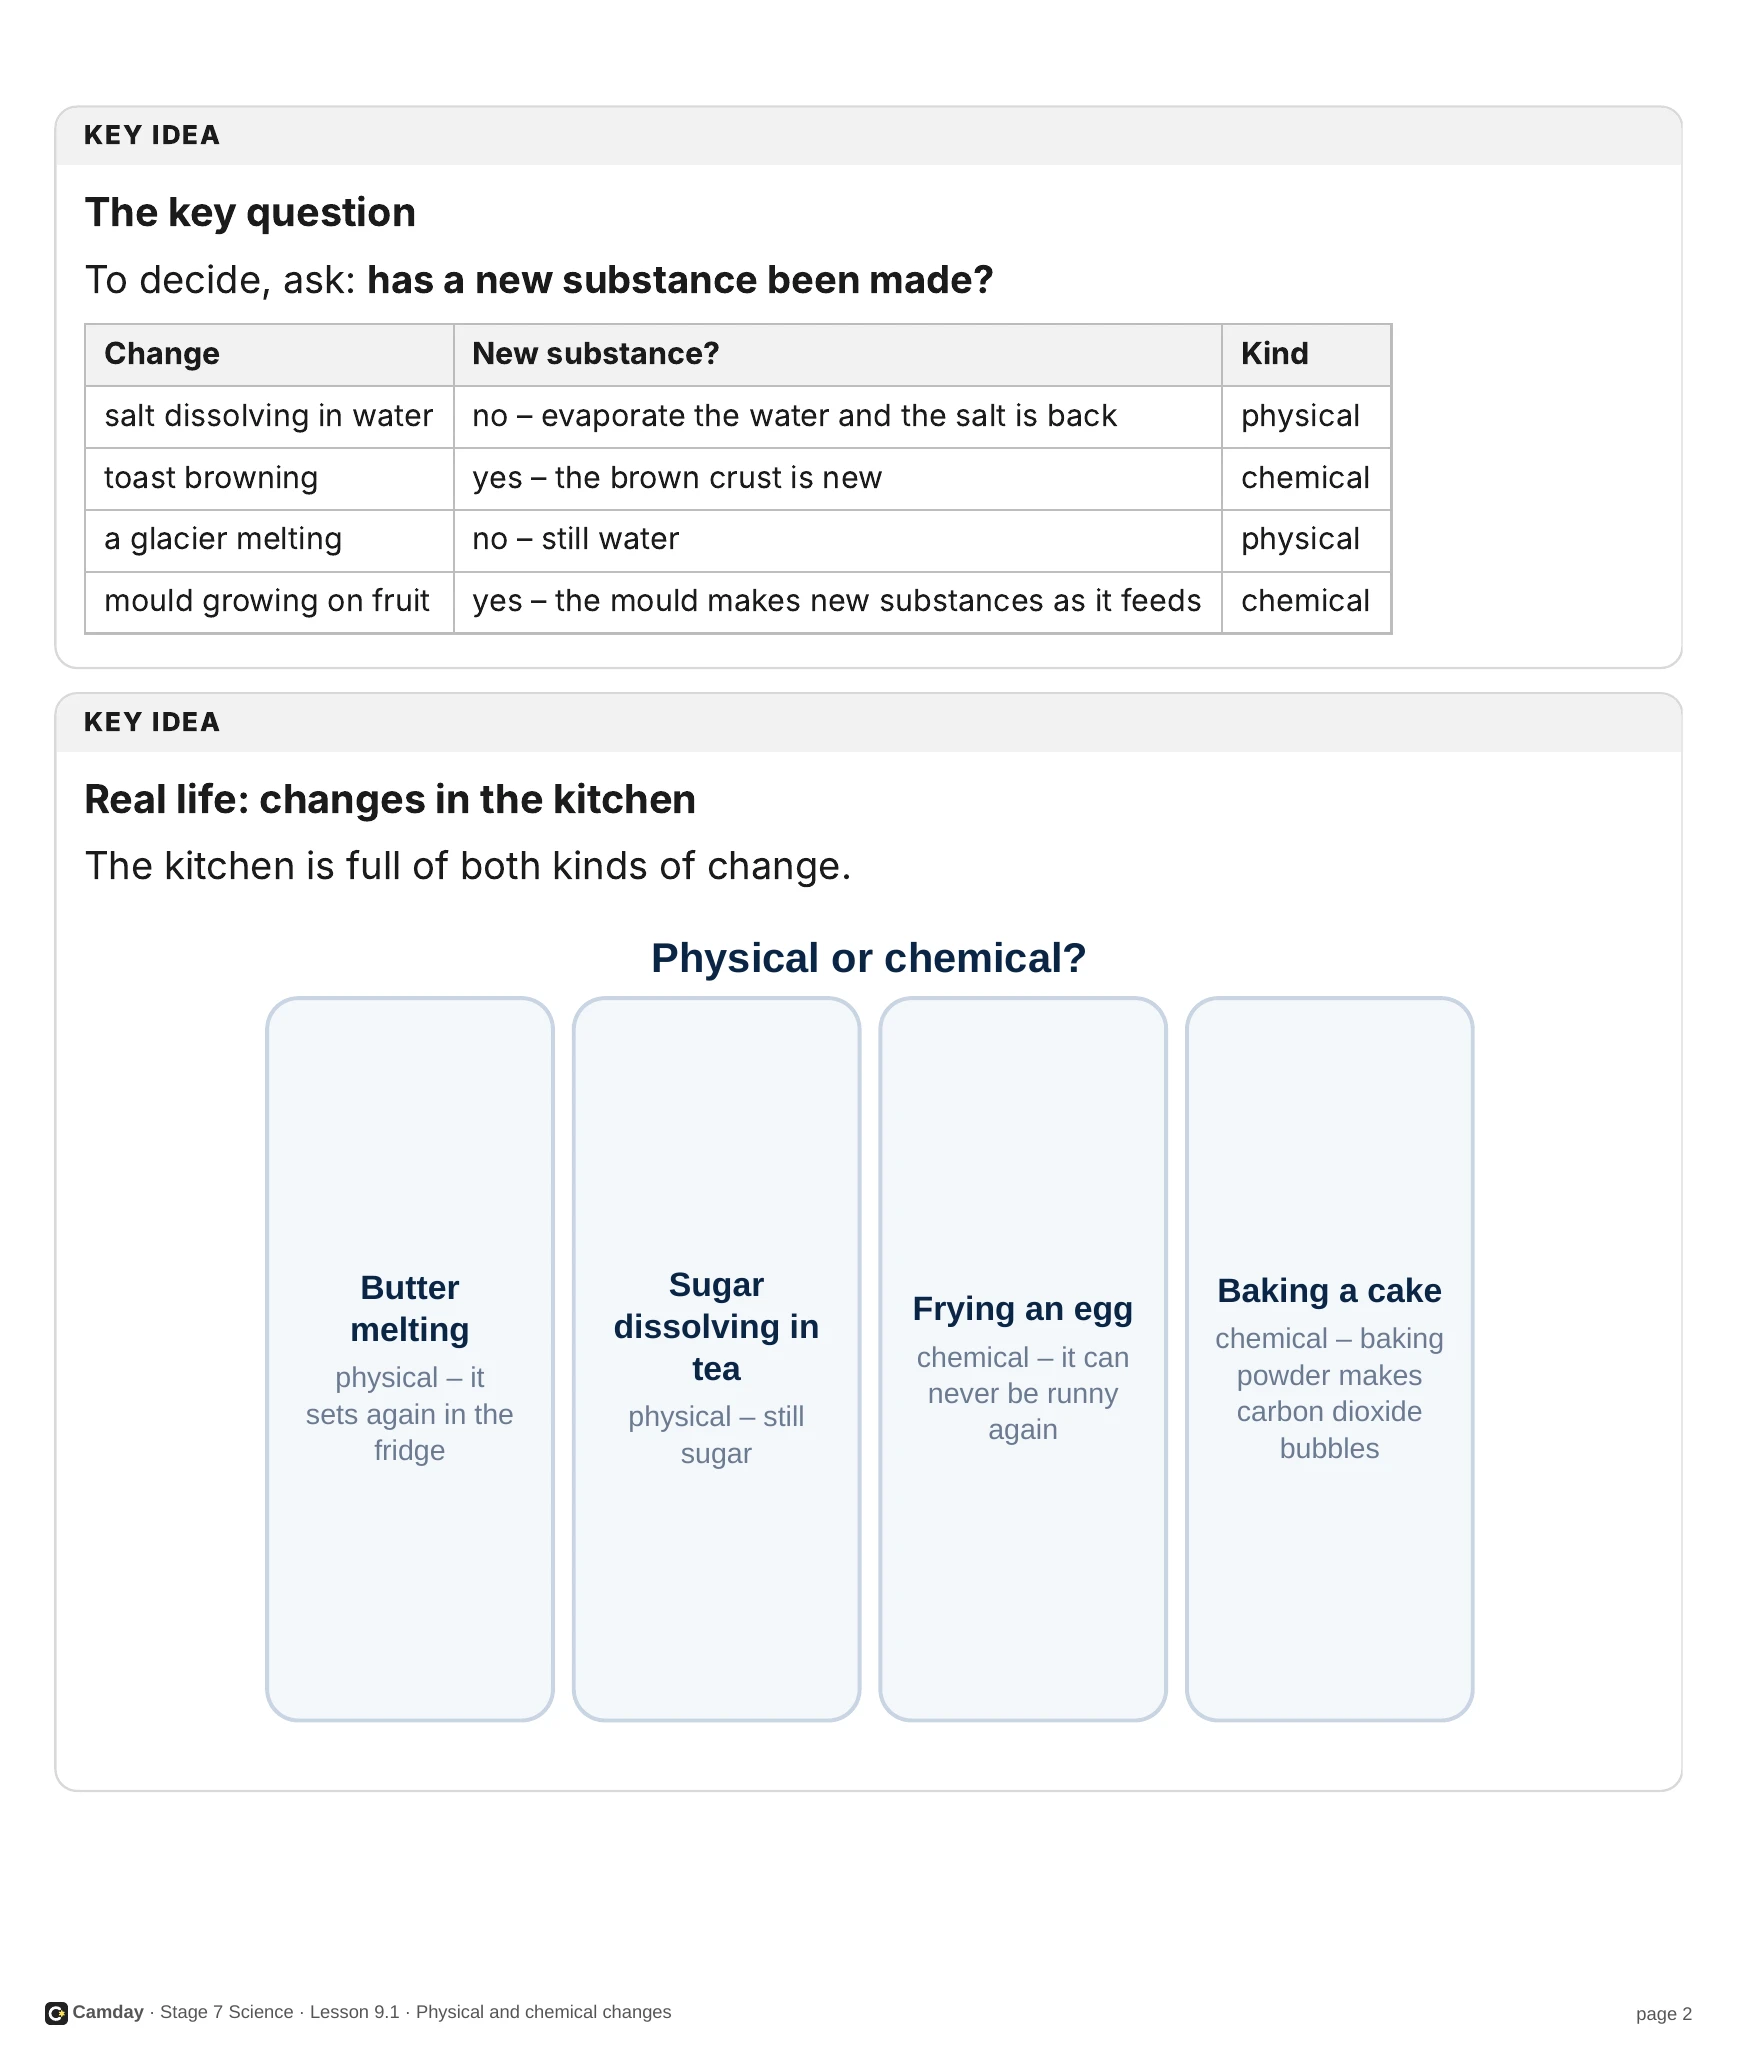 KEY IDEA
The key question
To decide, ask: has a new substance been made?
Change New substance? Kind
salt dissolving in water no – evaporate the water and the salt is back physical
toast browning yes – the brown crust is new chemical
a glacier melting no – still water physical
mould growing on fruit yes – the mould makes new substances as it feeds chemical
KEY IDEA
Real life: changes in the kitchen
The kitchen is full of both kinds of change.
Physical or chemical?
Butter
melting
physical – it
sets again in the
fridge
Sugar
dissolving in
tea
physical – still
sugar
Frying an egg
chemical – it can
never be runny
again
Baking a cake
chemical – baking
powder makes
carbon dioxide
bubbles
Camday · Stage 7 Science · Lesson 9.1 · Physical and chemical changes
page 2